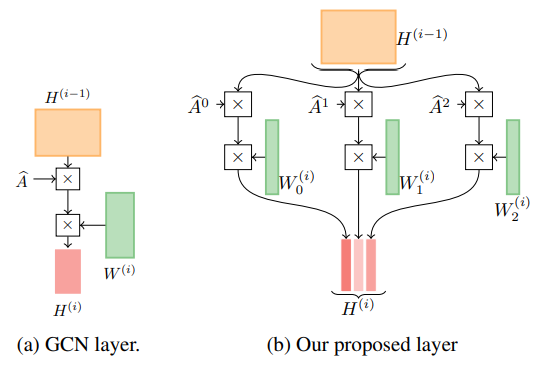 H^(i−1)
Â
×
×
W^(i)
H^(i)
(a) GCN layer.
H^(i−1)
Â^0 × Â^1 × Â^2 ×
× × ×
W_0^(i) W_1^(i) W_2^(i)
H^(i)
(b) Our proposed layer